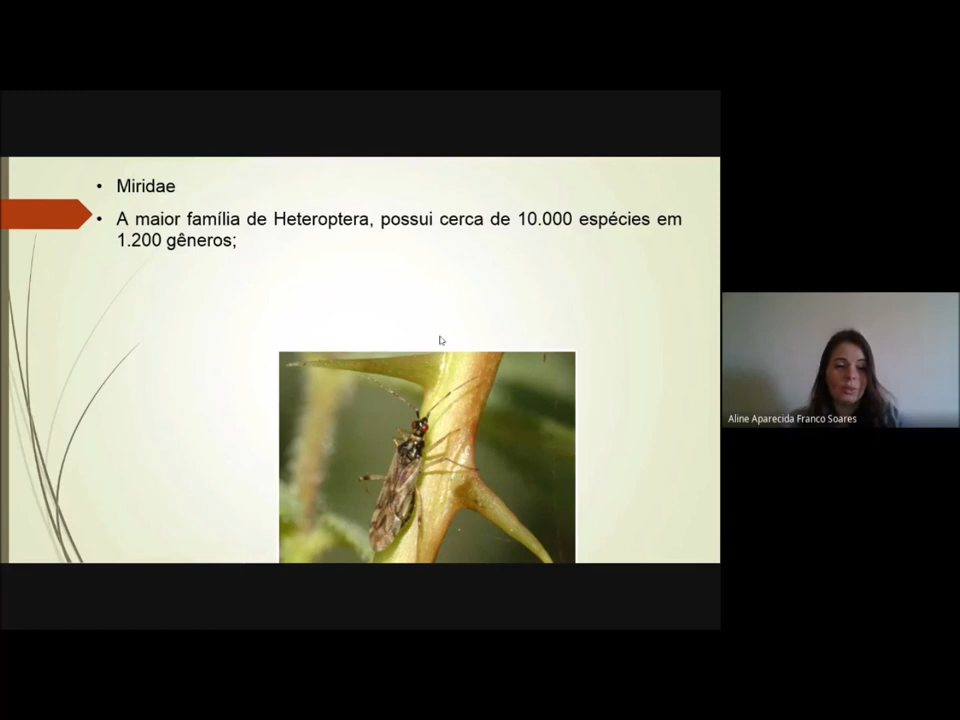 • Miridae
• A maior família de Heteroptera, possui cerca de 10.000 espécies em
1.200 gêneros;
Aline Aparecida Franco Soares